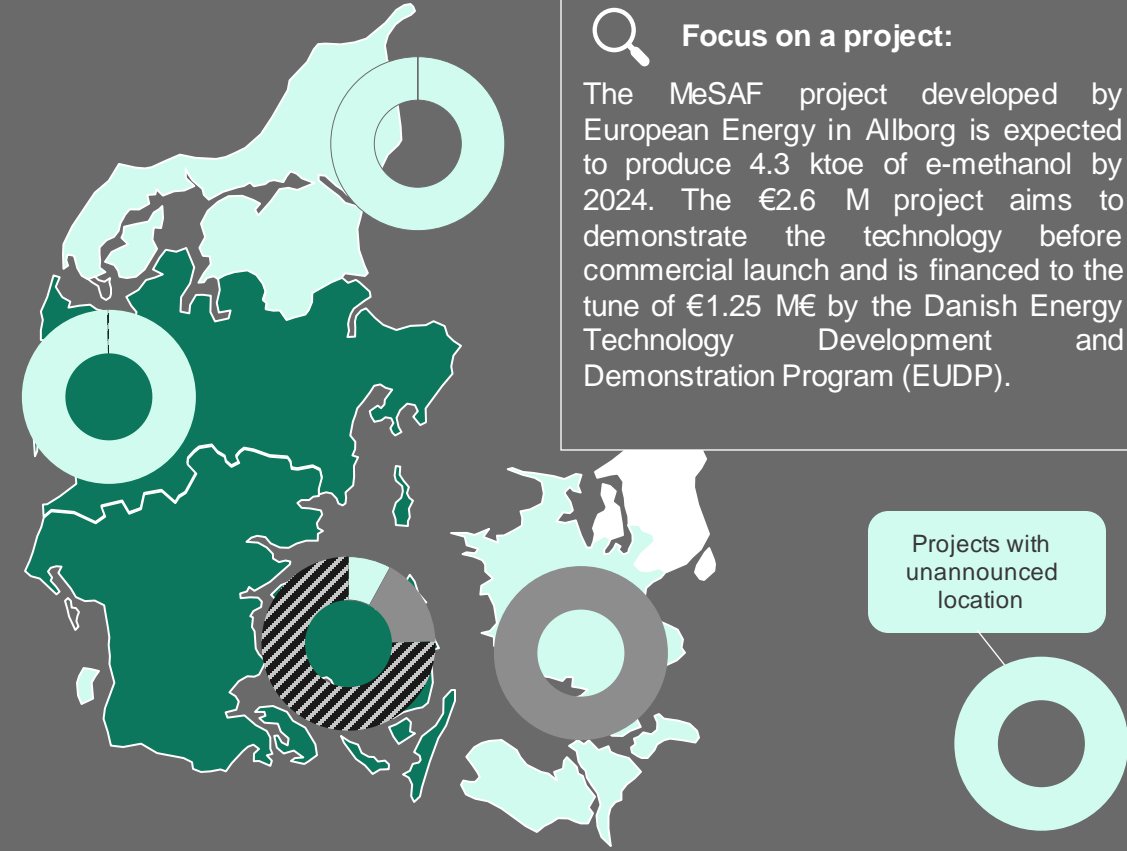 Focus on a project:
The MeSAF project developed by
European Energy in Allborg is expected
to produce 4.3 ktoe of e-methanol by
2024. The €2.6 M project aims to
demonstrate the technology before
commercial launch and is financed to the
tune of €1.25 M€ by the Danish Energy
Technology Development and
Demonstration Program (EUDP).
Projects with
unannounced
location